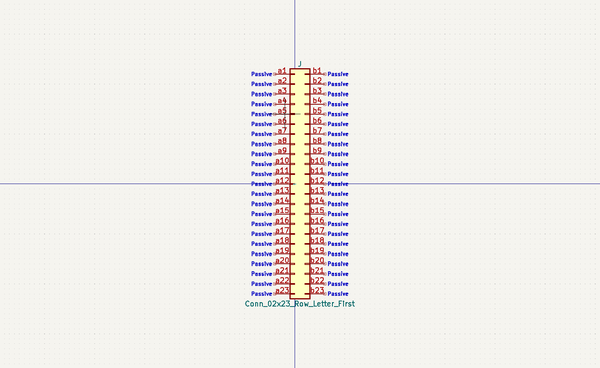 J
Passive a1 b1 Passive
Passive a2 b2 Passive
Passive a3 b3 Passive
Passive a4 b4 Passive
Passive a5 b5 Passive
Passive a6 b6 Passive
Passive a7 b7 Passive
Passive a8 b8 Passive
Passive a9 b9 Passive
Passive a10 b10 Passive
Passive a11 b11 Passive
Passive a12 b12 Passive
Passive a13 b13 Passive
Passive a14 b14 Passive
Passive a15 b15 Passive
Passive a16 b16 Passive
Passive a17 b17 Passive
Passive a18 b18 Passive
Passive a19 b19 Passive
Passive a20 b20 Passive
Passive a21 b21 Passive
Passive a22 b22 Passive
Passive a23 b23 Passive
Conn_02x23_Row_Letter_First